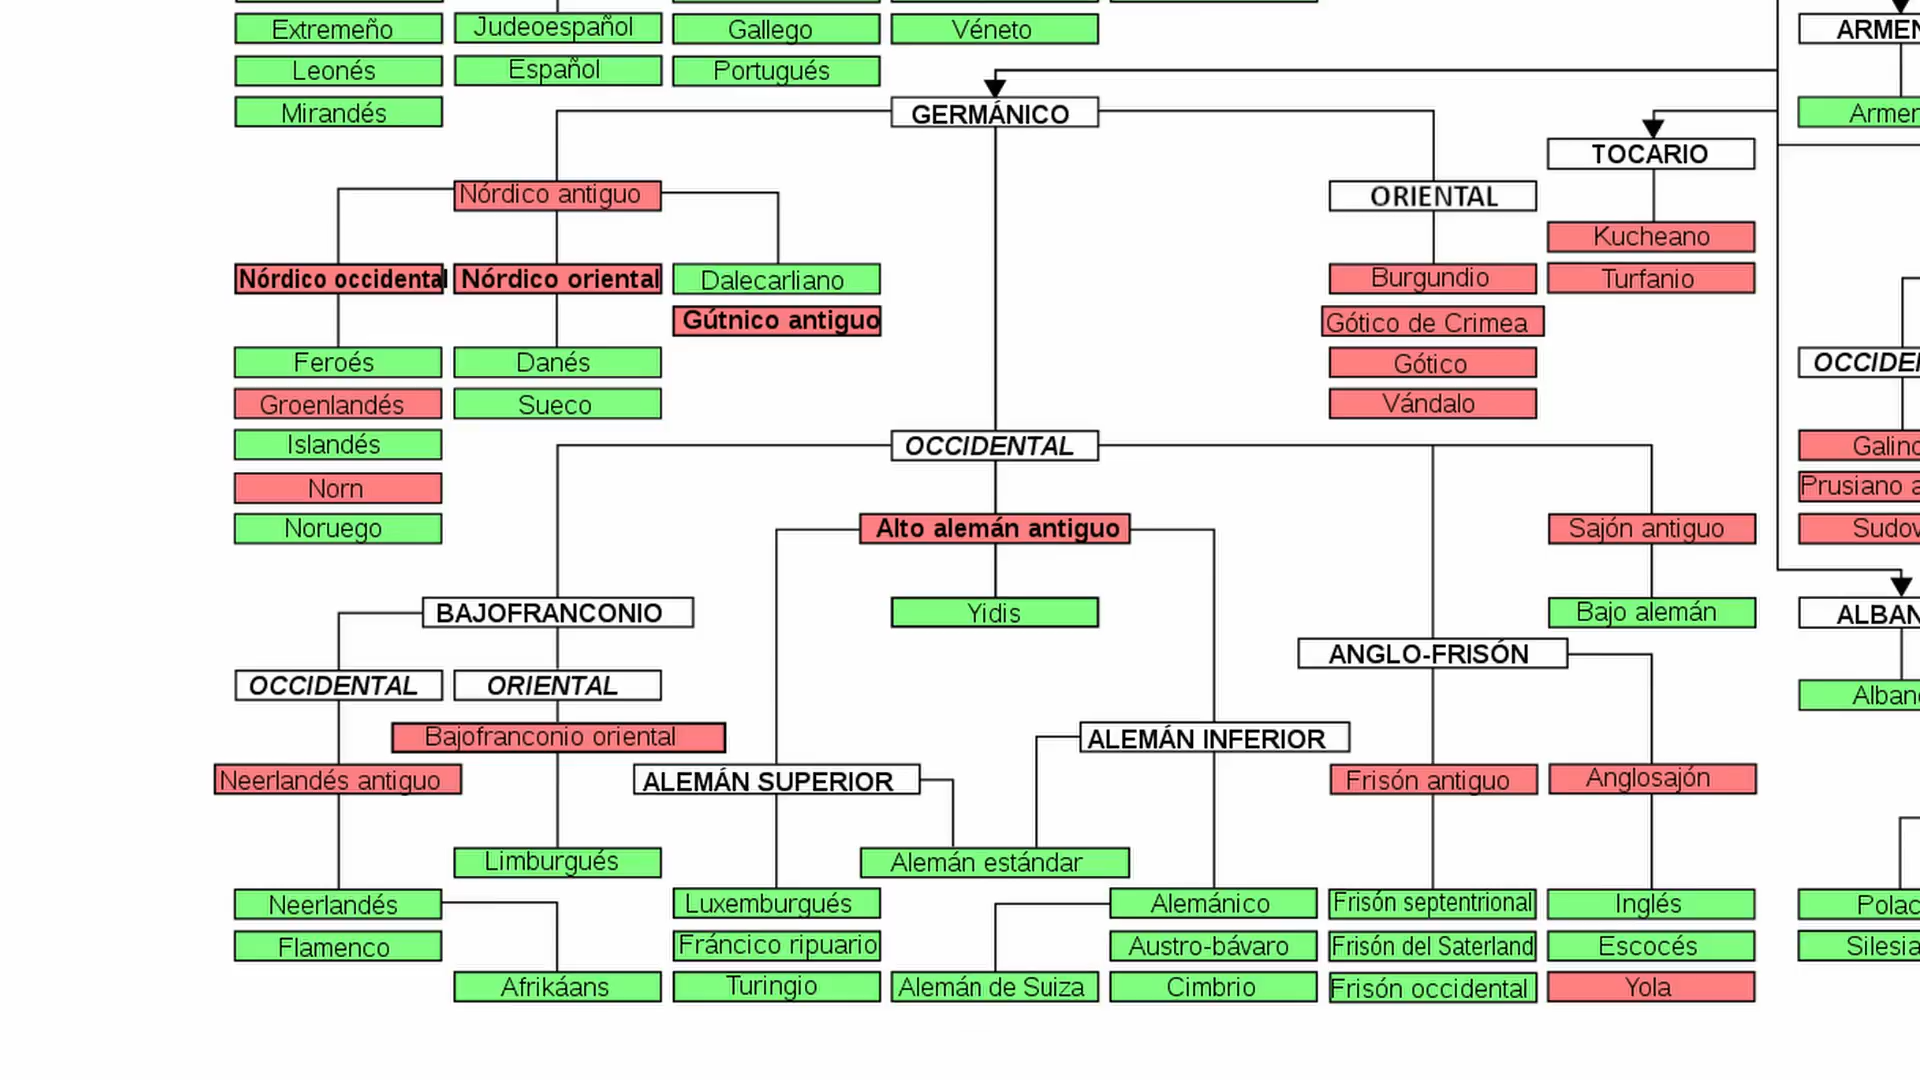 Extremeño
Judeoespañol
Gallego
Véneto
ARMEN
Leonés
Español
Portugués
Mirandés
GERMÁNICO
Armen
TOCARIO
Nórdico antiguo
ORIENTAL
Kucheano
Nórdico occidental
Nórdico oriental
Dalecarliano
Burgundio
Turfanio
Gútnico antiguo
Gótico de Crimea
Feroés
Danés
Gótico
OCCIDEN
Groenlandés
Sueco
Vándalo
Islandés
OCCIDENTAL
Galind
Norn
Prusiano a
Noruego
Alto alemán antiguo
Sajón antiguo
Sudov
BAJOFRANCONIO
Yidis
Bajo alemán
ALBAN
ANGLO-FRISÓN
OCCIDENTAL
ORIENTAL
Alban
Bajofranconio oriental
ALEMÁN INFERIOR
Neerlandés antiguo
ALEMÁN SUPERIOR
Frisón antiguo
Anglosajón
Limburgués
Alemán estándar
Neerlandés
Luxemburgués
Alemánico
Frisón septentrional
Inglés
Polac
Flamenco
Fráncico ripuario
Austro-bávaro
Frisón del Saterland
Escocés
Silesia
Afrikáans
Turingio
Alemán de Suiza
Cimbrio
Frisón occidental
Yola